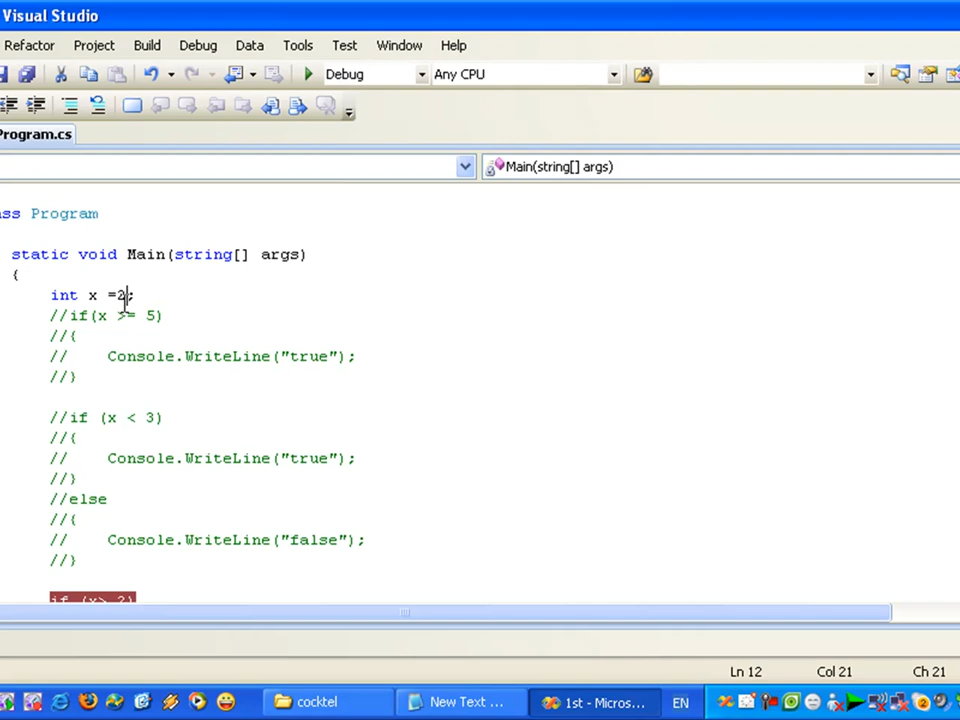 Visual Studio
Refactor Project Build Debug Data Tools Test Window Help
Debug Any CPU
Program.cs
Main(string[] args)
ass Program
static void Main(string[] args)
{
int x =2;
//if(x >= 5)
//{
// Console.WriteLine("true");
//}
//if (x < 3)
//{
// Console.WriteLine("true");
//}
//else
//{
// Console.WriteLine("false");
//}
if (x> 2)
Ln 12 Col 21 Ch 21
cocktel New Text ... 1st - Micros... EN